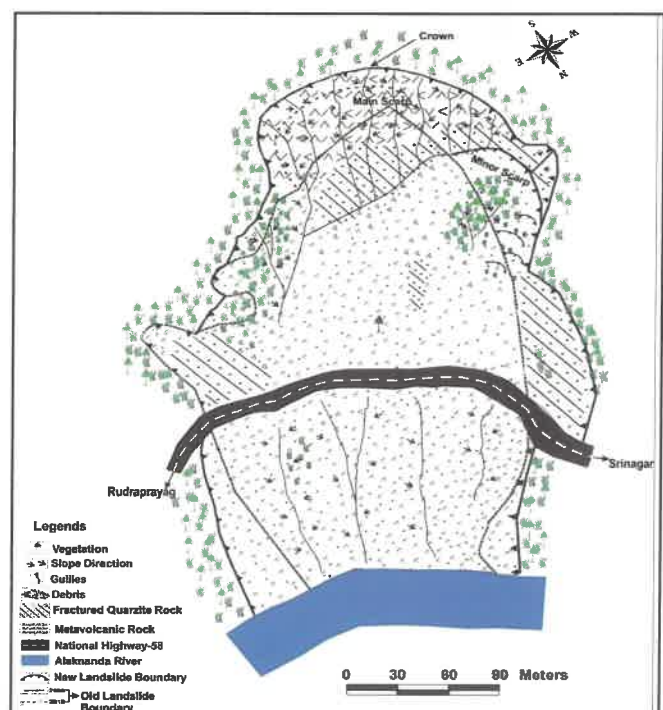 Crown
S
W
E
N
Main Scarp
Minor Scarp
Srinagar
Rudraprayag
Legends
Vegetation
Slope Direction
Gullies
Debris
Fractured Quarzite Rock
Metavolcanic Rock
National Highway-58
Alaknanda River
New Landslide Boundary
Old Landslide
Boundary
0 30 60 90 Meters